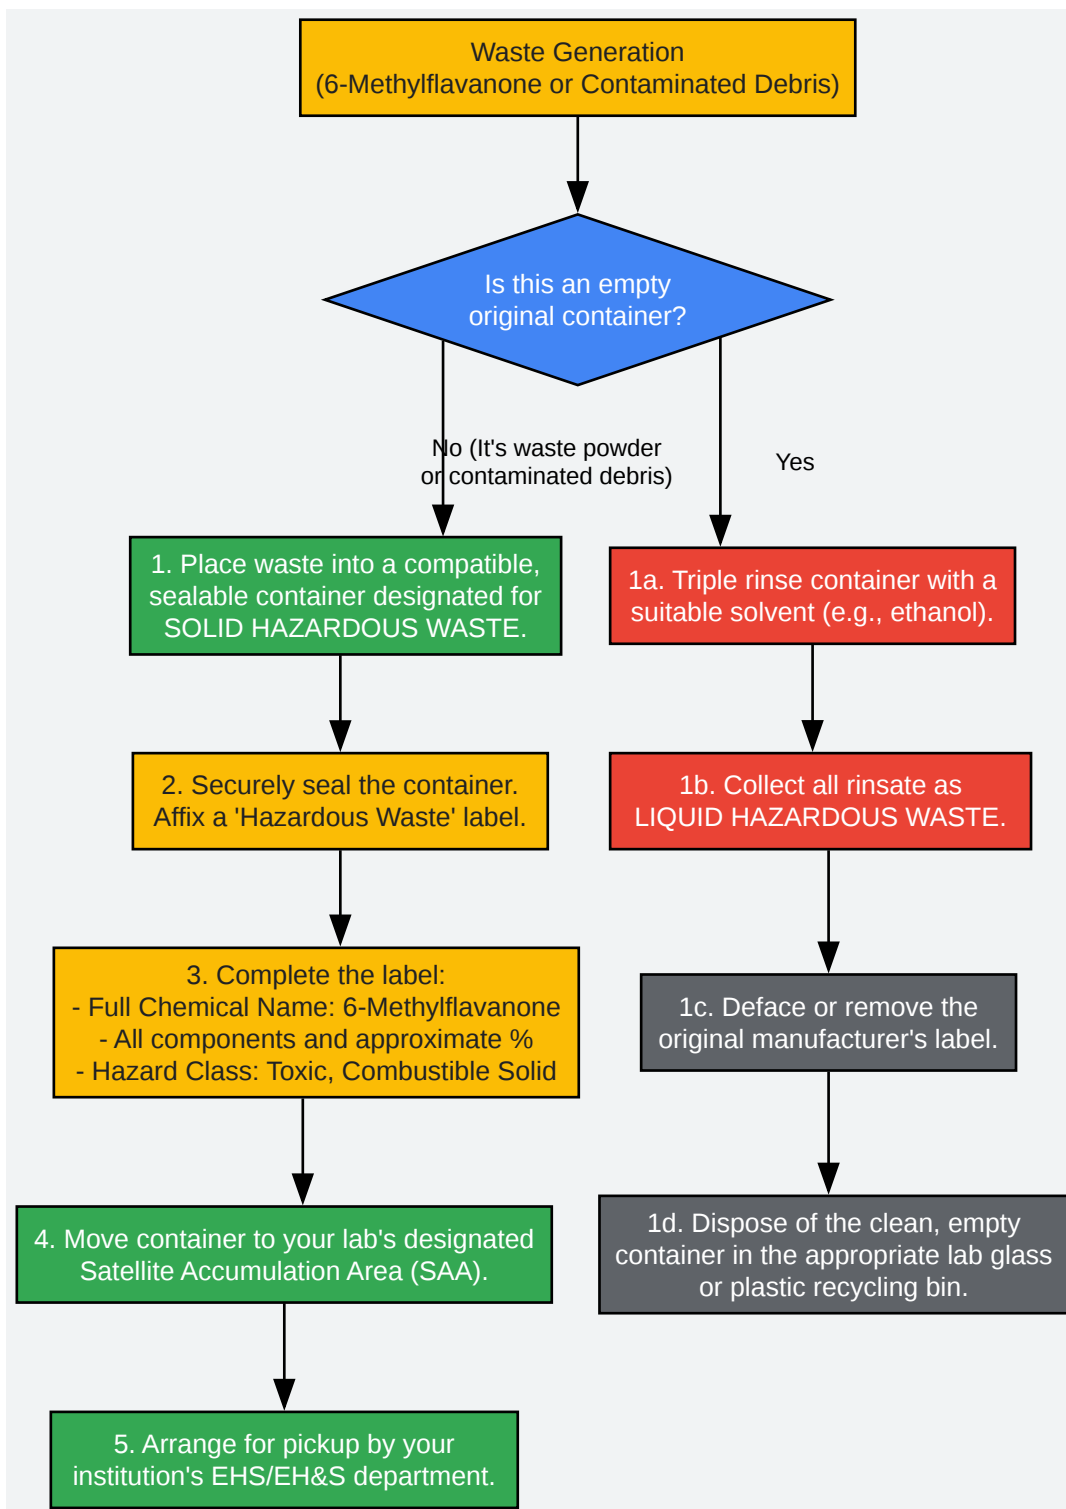 Waste Generation
(6-Methylflavanone or Contaminated Debris)
Is this an empty
original container?
No (It's waste powder
or contaminated debris)
Yes
1. Place waste into a compatible,
sealable container designated for
SOLID HAZARDOUS WASTE.
1a. Triple rinse container with a
suitable solvent (e.g., ethanol).
2. Securely seal the container.
Affix a 'Hazardous Waste' label.
1b. Collect all rinsate as
LIQUID HAZARDOUS WASTE.
3. Complete the label:
- Full Chemical Name: 6-Methylflavanone
- All components and approximate %
- Hazard Class: Toxic, Combustible Solid
1c. Deface or remove the
original manufacturer's label.
4. Move container to your lab's designated
Satellite Accumulation Area (SAA).
1d. Dispose of the clean, empty
container in the appropriate lab glass
or plastic recycling bin.
5. Arrange for pickup by your
institution's EHS/EH&S department.